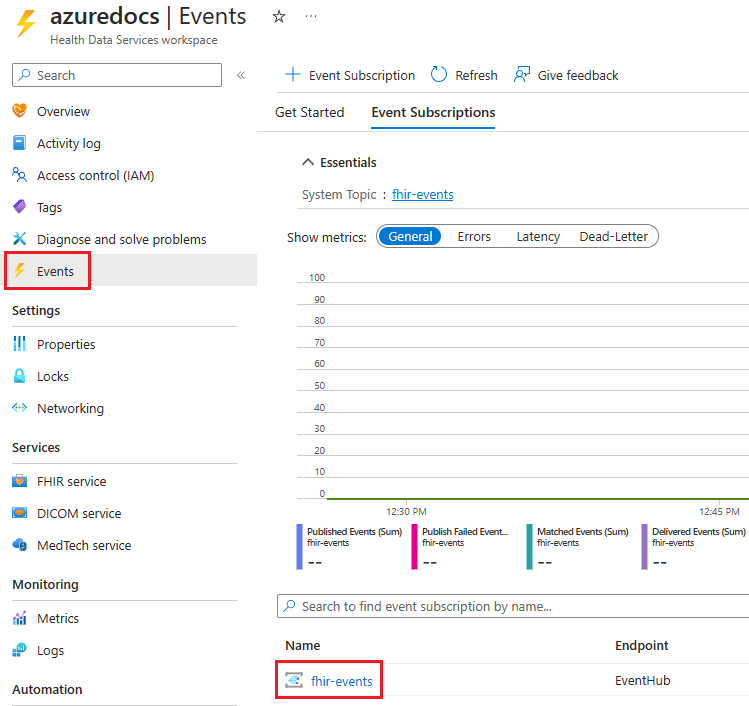 azuredocs | Events
Health Data Services workspace
Search
Overview
Activity log
Access control (IAM)
Tags
Diagnose and solve problems
Events
Settings
Properties
Locks
Networking
Services
FHIR service
DICOM service
MedTech service
Monitoring
Metrics
Logs
Automation
Event Subscription Refresh Give feedback
Get Started Event Subscriptions
Essentials
System Topic : fhir-events
Show metrics: General Errors Latency Dead-Letter
100
90
80
70
60
50
40
30
20
10
0
12:30 PM 12:45 PM
Published Events (Sum) Publish Failed Event... Matched Events (Sum) Delivered Events (Sum)
fhir-events fhir-events fhir-events fhir-events
-- -- -- --
Search to find event subscription by name...
Name Endpoint
fhir-events EventHub